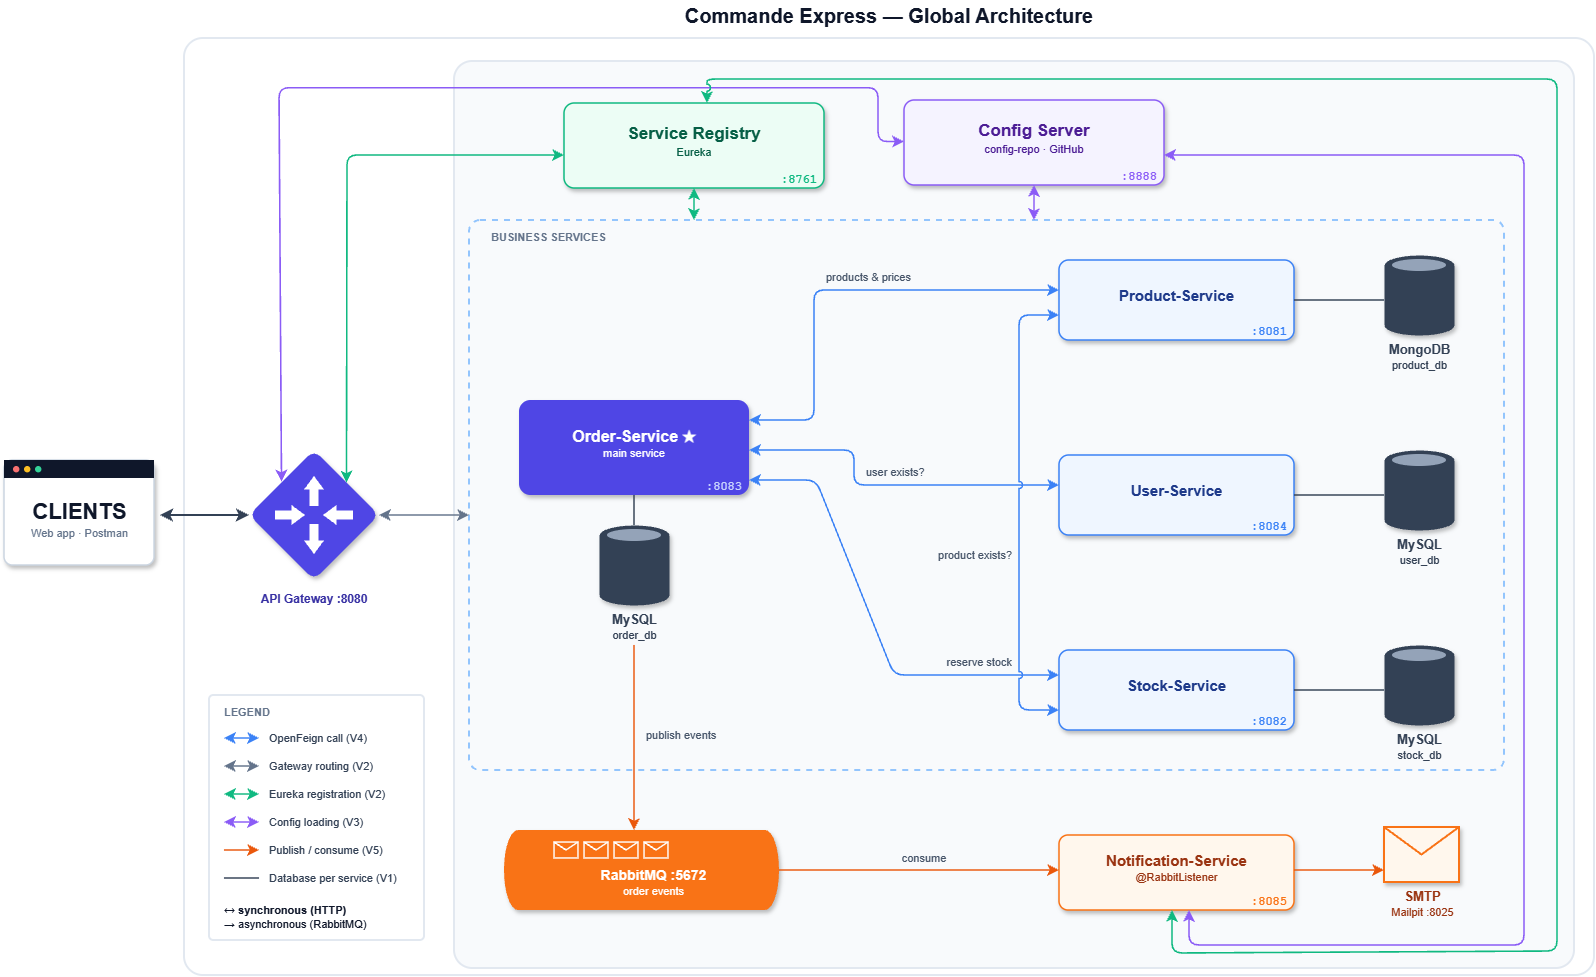 Commande Express — Global Architecture
Service Registry
Eureka
:8761
Config Server
config-repo · GitHub
:8888
BUSINESS SERVICES
products & prices
Product-Service
:8081
MongoDB
product_db
Order-Service ★
main service
:8083
user exists?
User-Service
:8084
MySQL
user_db
CLIENTS
Web app · Postman
API Gateway :8080
product exists?
MySQL
order_db
reserve stock
Stock-Service
:8082
MySQL
stock_db
publish events
LEGEND
OpenFeign call (V4)
Gateway routing (V2)
Eureka registration (V2)
Config loading (V3)
Publish / consume (V5)
Database per service (V1)
↔ synchronous (HTTP)
→ asynchronous (RabbitMQ)
RabbitMQ :5672
order events
consume
Notification-Service
@RabbitListener
:8085
SMTP
Mailpit :8025